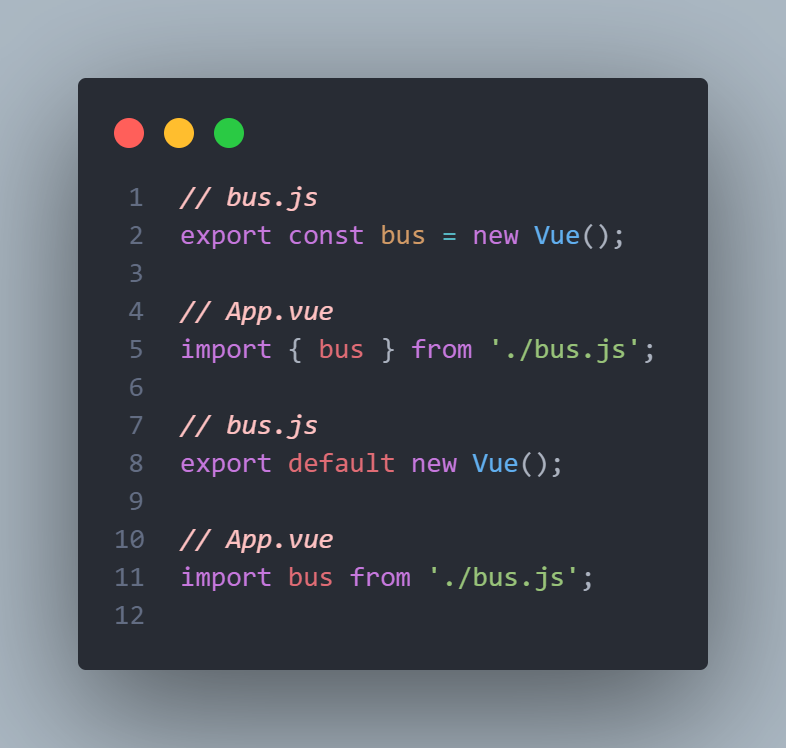 1 // bus.js
2 export const bus = new Vue();
3
4 // App.vue
5 import { bus } from './bus.js';
6
7 // bus.js
8 export default new Vue();
9
10 // App.vue
11 import bus from './bus.js';
12